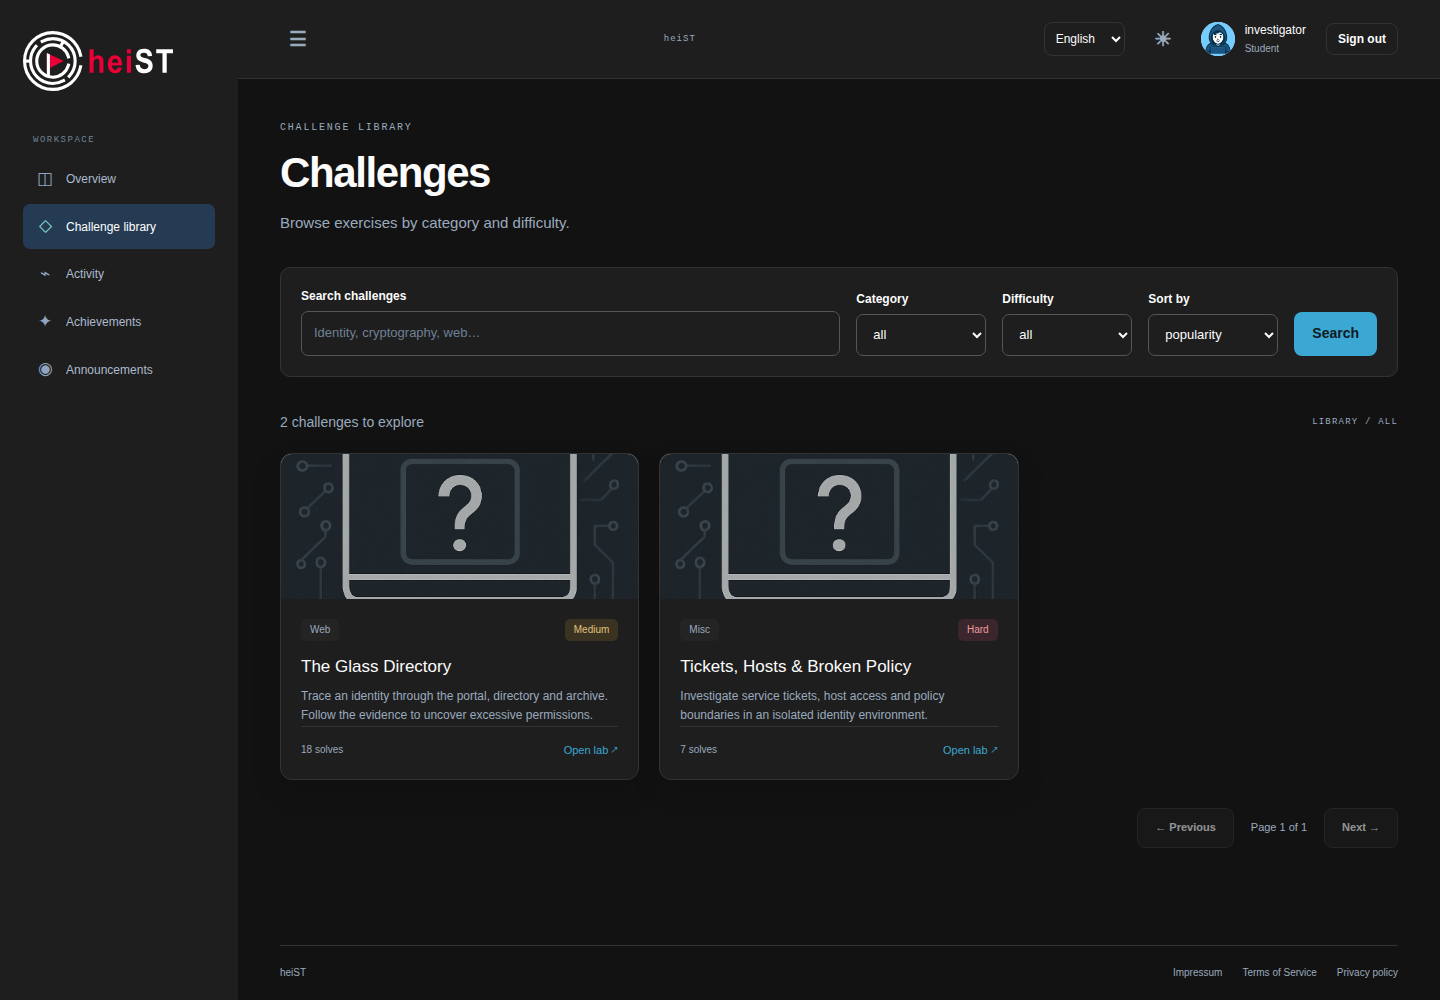 heiST
WORKSPACE
Overview
Challenge library
Activity
Achievements
Announcements
heiST
English
investigator
Student
Sign out
CHALLENGE LIBRARY
Challenges
Browse exercises by category and difficulty.
Search challenges
Identity, cryptography, web…
Category
all
Difficulty
all
Sort by
popularity
Search
2 challenges to explore
LIBRARY / ALL
?
Web
Medium
The Glass Directory
Trace an identity through the portal, directory and archive.
Follow the evidence to uncover excessive permissions.
18 solves
Open lab ↗
?
Misc
Hard
Tickets, Hosts & Broken Policy
Investigate service tickets, host access and policy
boundaries in an isolated identity environment.
7 solves
Open lab ↗
← Previous
Page 1 of 1
Next →
heiST
Impressum
Terms of Service
Privacy policy